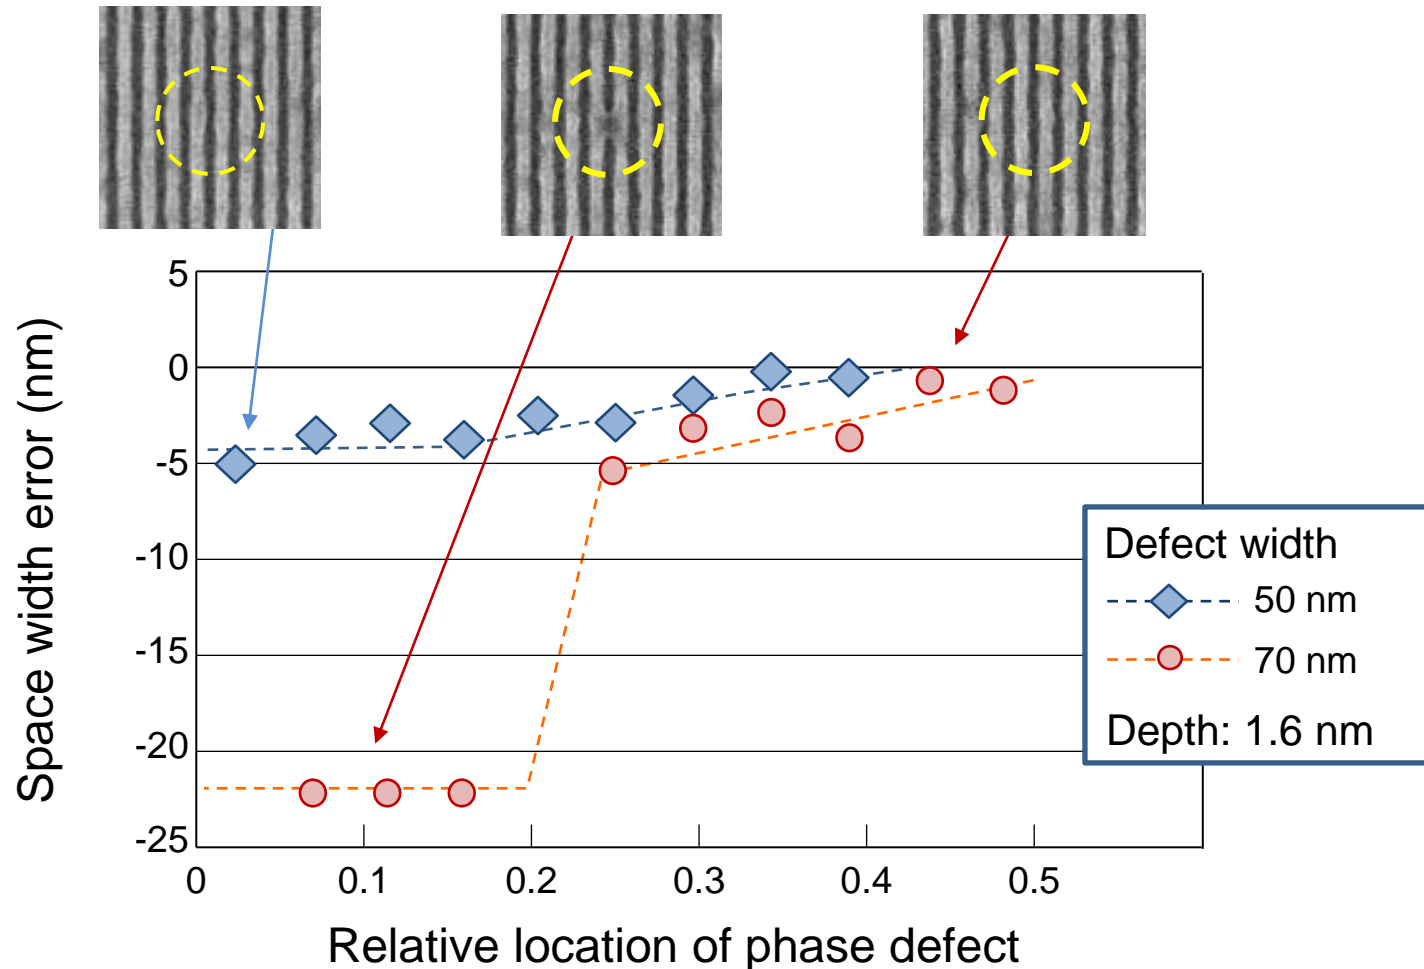 5
0
-5
-10
-15
-20
-25
0 0.1 0.2 0.3 0.4 0.5
Space width error (nm)
Relative location of phase defect
Defect width
50 nm
70 nm
Depth: 1.6 nm